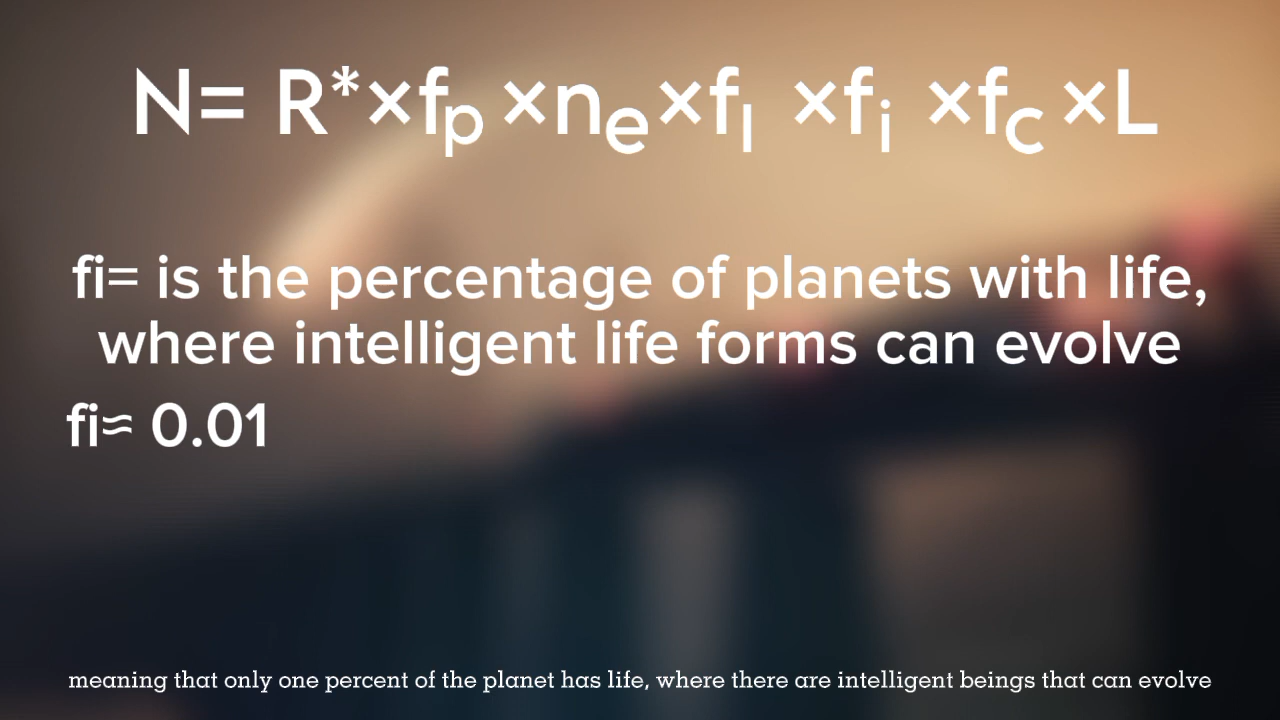 N= R*×fₚ ×nₑ×fₗ ×fᵢ ×f꜀ ×L
fi= is the percentage of planets with life,
where intelligent life forms can evolve
fi≈ 0.01
meaning that only one percent of the planet has life, where there are intelligent beings that can evolve